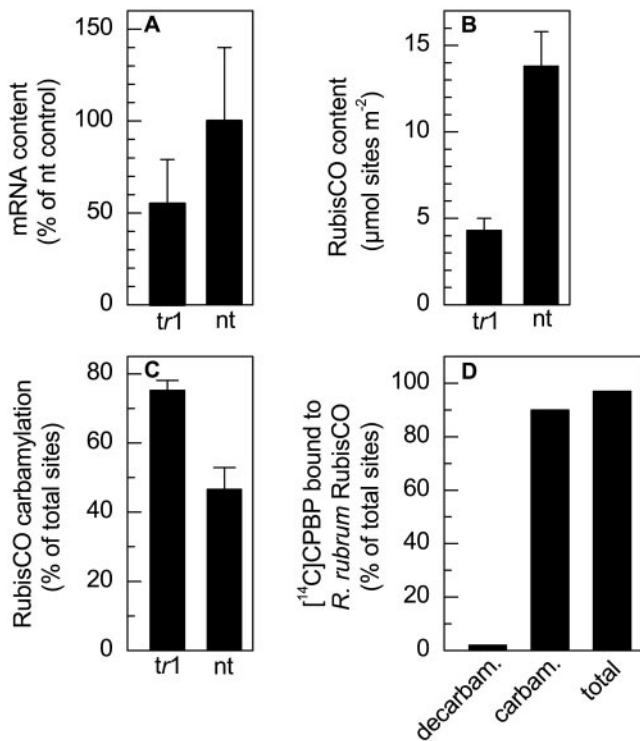 A
mRNA content
(% of nt control)
150
100
50
0
tr1 nt
B
RubisCO content
(µmol sites m-2)
15
10
5
0
tr1 nt
C
RubisCO carbamylation
(% of total sites)
80
60
40
20
0
tr1 nt
D
[14C]CPBP bound to
R. rubrum RubisCO
(% of total sites)
100
80
60
40
20
0
decarbam.
carbam.
total